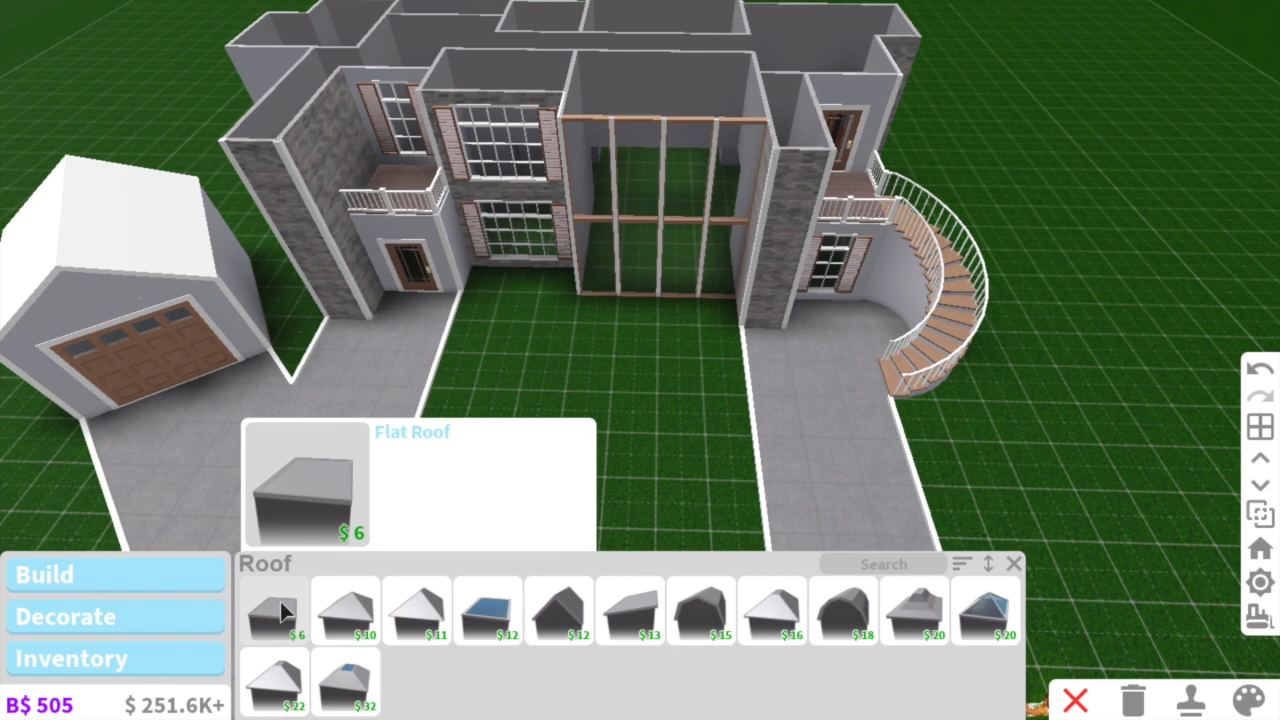 Flat Roof
$ 6
Build
Decorate
Inventory
B$ 505
$ 251.6K+
Roof
Search
$ 6
$ 10
$ 11
$ 12
$ 12
$ 13
$ 15
$ 16
$ 18
$ 20
$ 20
$ 22
$ 32